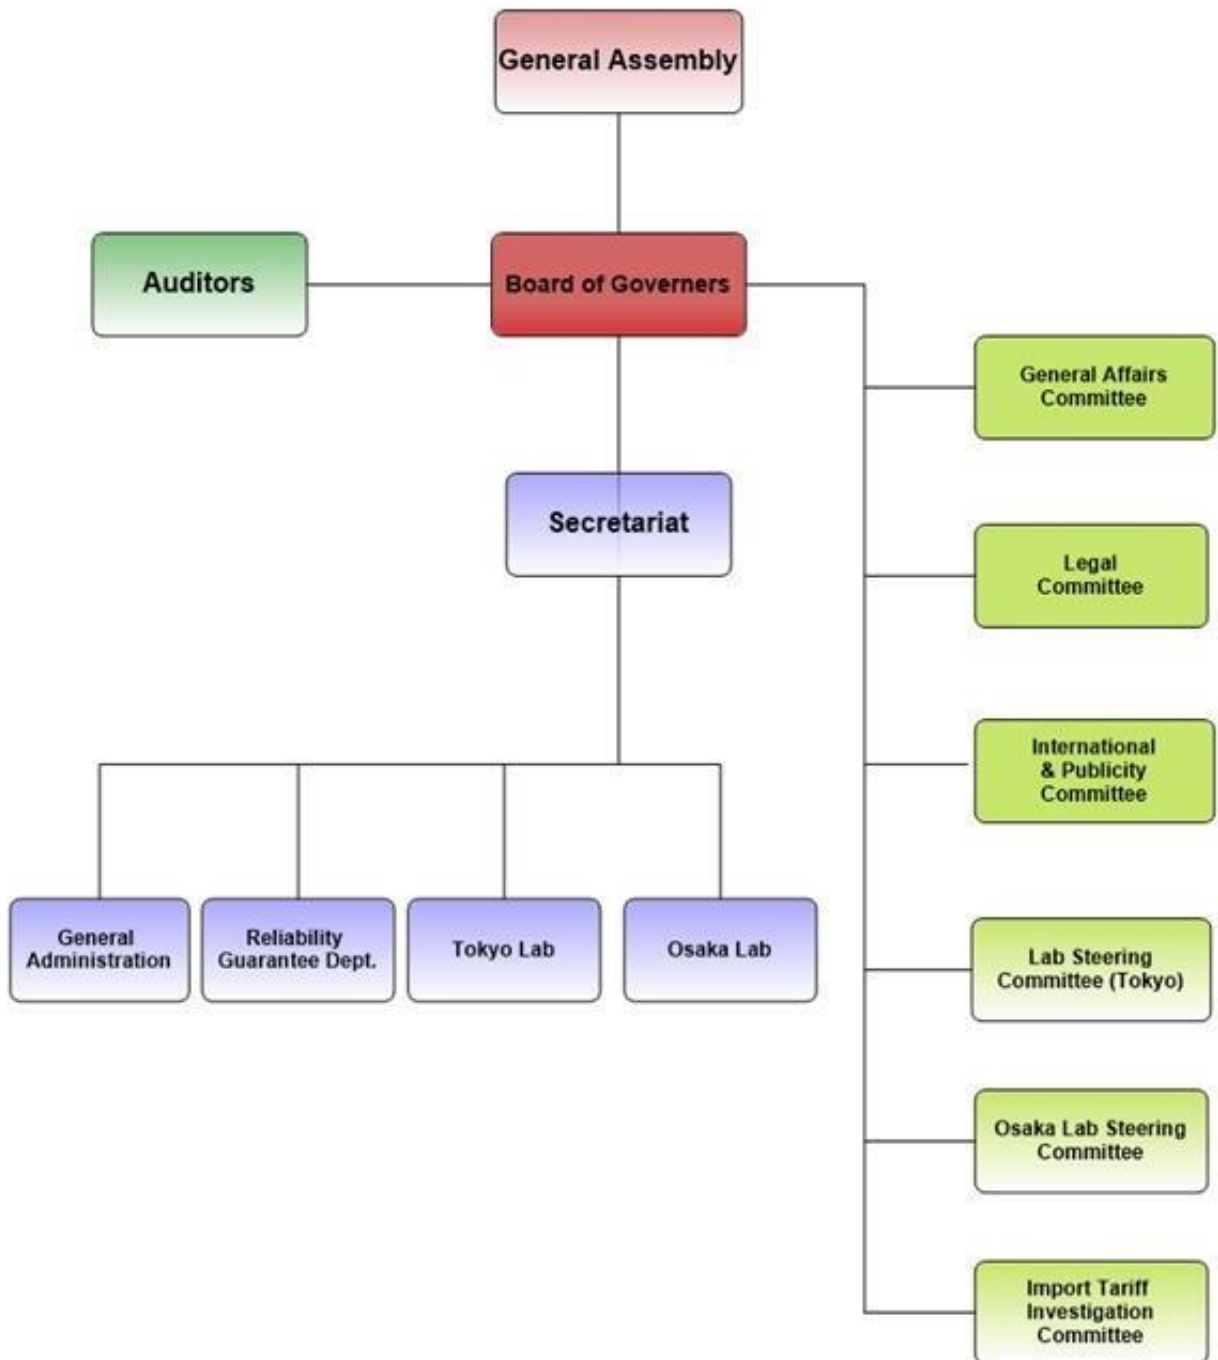 General Assembly
Auditors
Board of Governers
General Affairs
Committee
Secretariat
Legal
Committee
International
& Publicity
Committee
General
Administration
Reliability
Guarantee Dept.
Tokyo Lab
Osaka Lab
Lab Steering
Committee (Tokyo)
Osaka Lab Steering
Committee
Import Tariff
Investigation
Committee